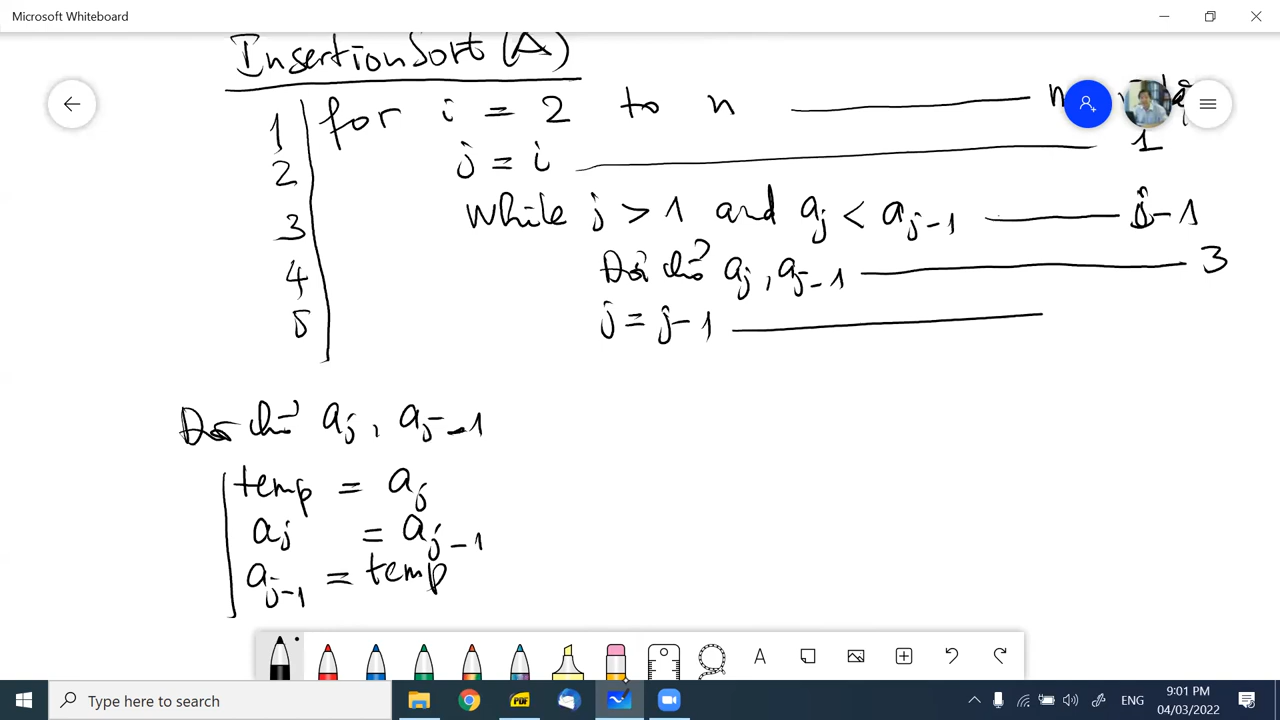 Microsoft Whiteboard
InsertionSort (A)
1 for i = 2 to n n
2 j = i 1
3 while j > 1 and aj < aj-1 j-1
4 Đổi chỗ aj, aj-1 3
5 j = j-1
Đổi chỗ aj, aj-1
temp = aj
aj = aj-1
aj-1 = temp
A
Type here to search
PDF
ENG
9:01 PM
04/03/2022